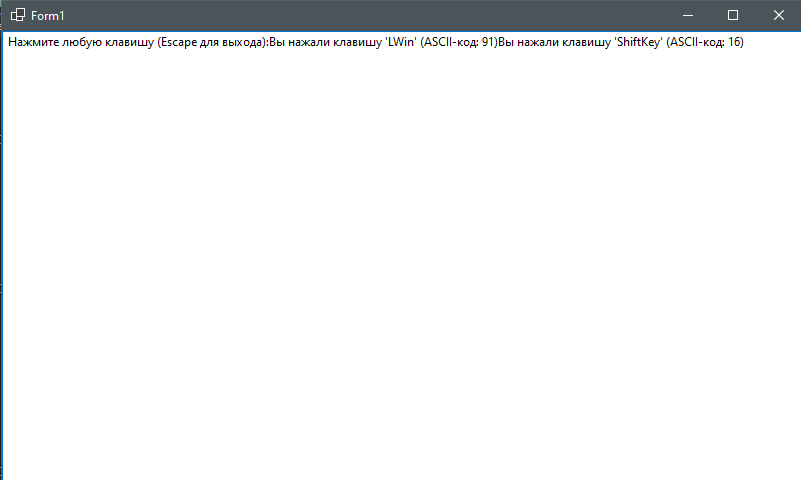 Form1
Нажмите любую клавишу (Escape для выхода):Вы нажали клавишу 'LWin' (ASCII-код: 91)Вы нажали клавишу 'ShiftKey' (ASCII-код: 16)